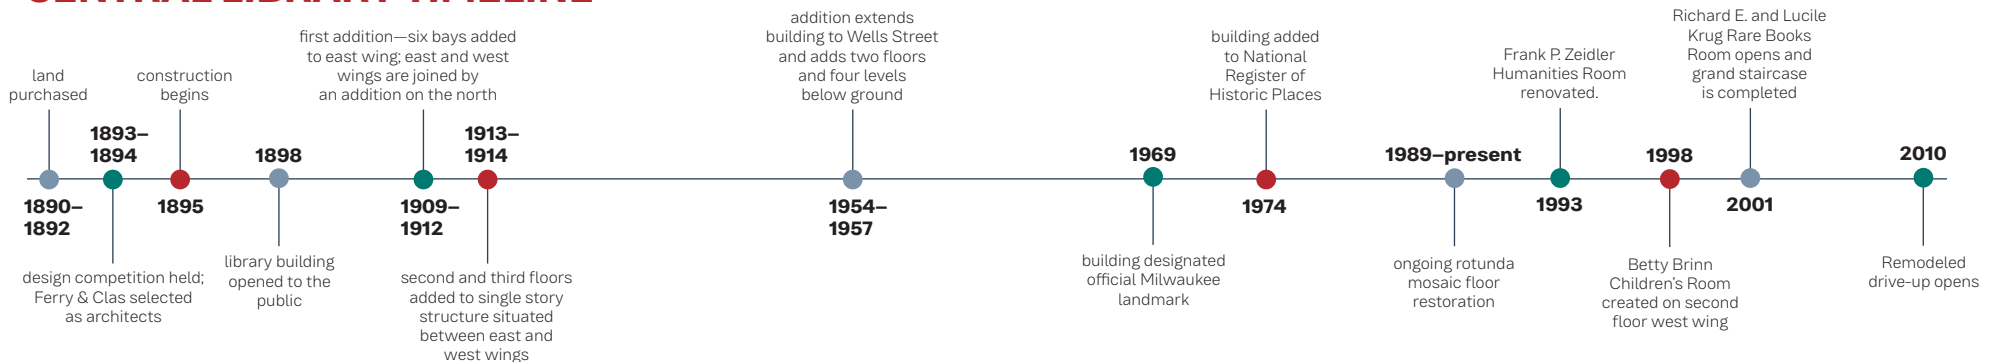 CENTRAL LIBRARY TIMELINE
land
purchased
1890–
1892
1893–
1894
design competition held;
Ferry & Clas selected
as architects
construction
begins
1895
1898
library building
opened to the
public
first addition—six bays added
to east wing; east and west
wings are joined by
an addition on the north
1909–
1912
1913–
1914
second and third floors
added to single story
structure situated
between east and
west wings
addition extends
building to Wells Street
and adds two floors
and four levels
below ground
1954–
1957
1969
building designated
official Milwaukee
landmark
building added
to National
Register of
Historic Places
1974
1989–present
ongoing rotunda
mosaic floor
restoration
Frank P. Zeidler
Humanities Room
renovated.
1993
1998
Betty Brinn
Children's Room
created on second
floor west wing
Richard E. and Lucile
Krug Rare Books
Room opens and
grand staircase
is completed
2001
2010
Remodeled
drive-up opens